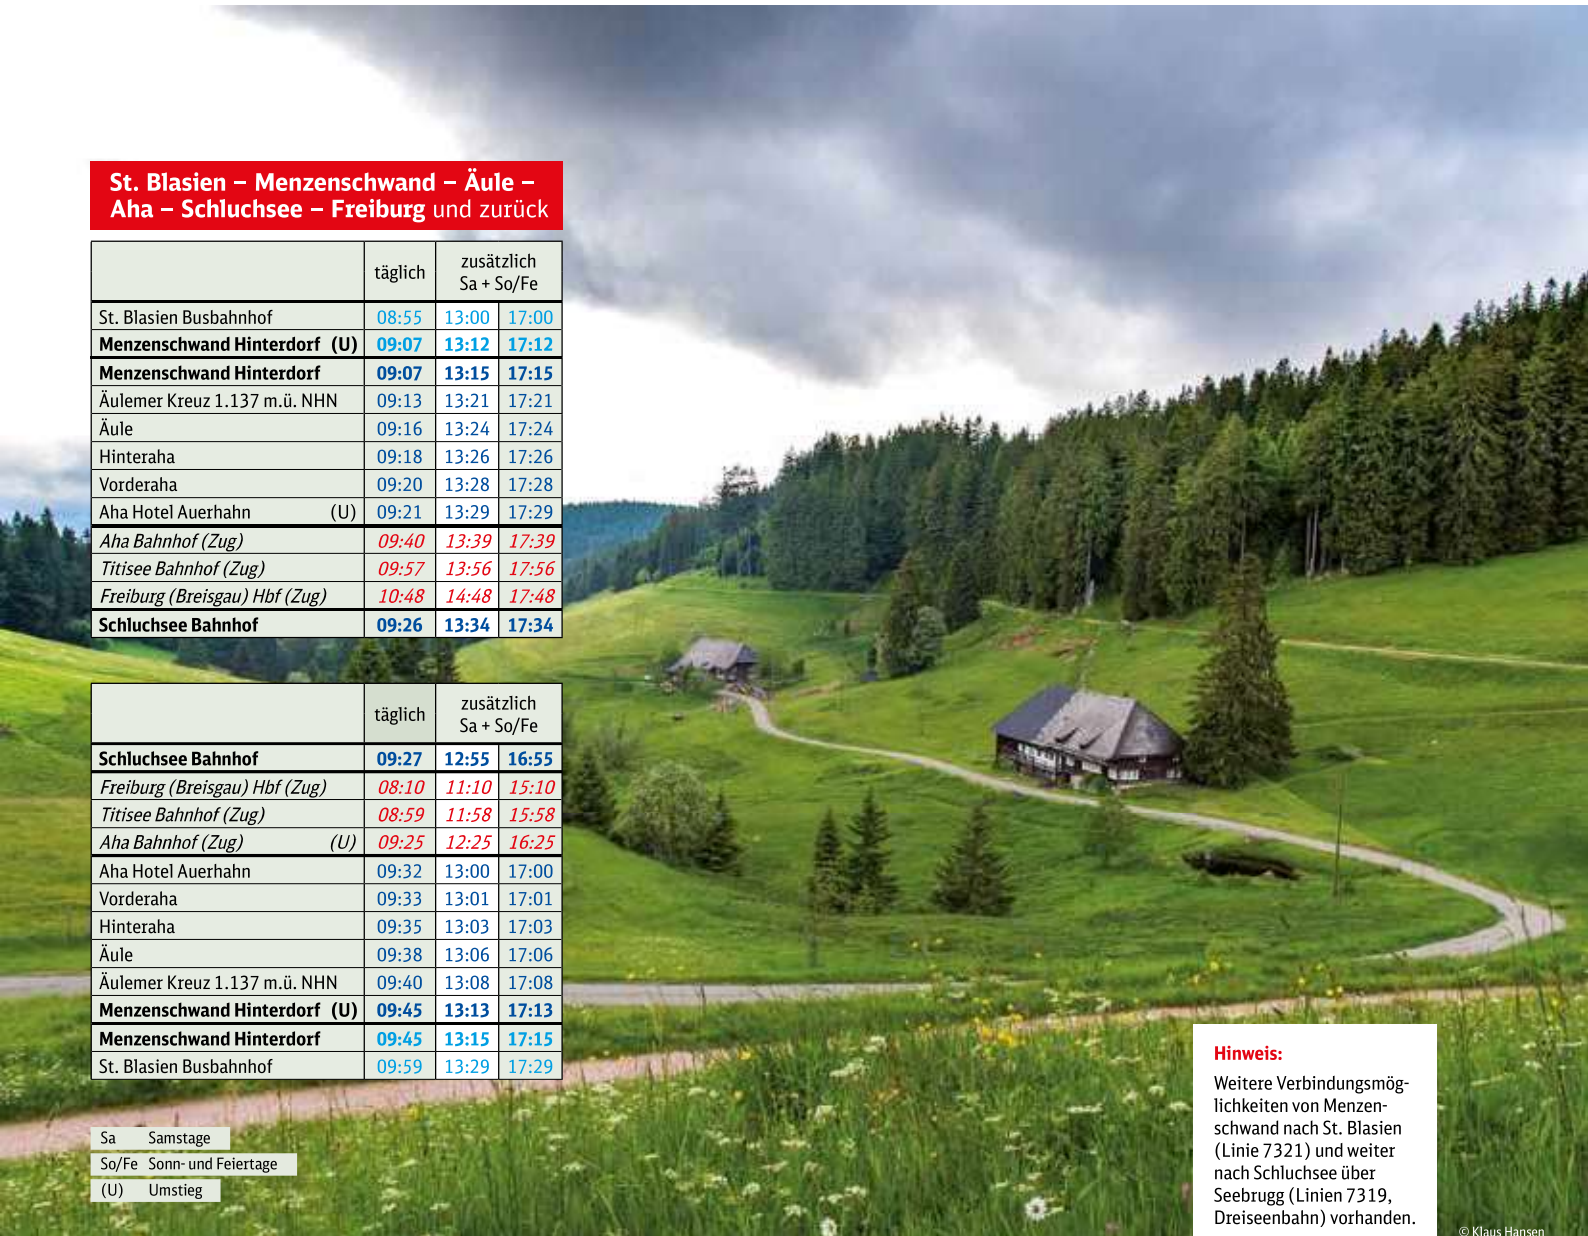 St. Blasien – Menzenschwand – Äule –
Aha – Schluchsee – Freiburg und zurück
täglich zusätzlich
Sa + So/Fe
St. Blasien Busbahnhof 08:55 13:00 17:00
Menzenschwand Hinterdorf (U) 09:07 13:12 17:12
Menzenschwand Hinterdorf 09:07 13:15 17:15
Äulemer Kreuz 1.137 m.ü. NHN 09:13 13:21 17:21
Äule 09:16 13:24 17:24
Hinteraha 09:18 13:26 17:26
Vorderaha 09:20 13:28 17:28
Aha Hotel Auerhahn (U) 09:21 13:29 17:29
Aha Bahnhof (Zug) 09:40 13:39 17:39
Titisee Bahnhof (Zug) 09:57 13:56 17:56
Freiburg (Breisgau) Hbf (Zug) 10:48 14:48 17:48
Schluchsee Bahnhof 09:26 13:34 17:34
täglich zusätzlich
Sa + So/Fe
Schluchsee Bahnhof 09:27 12:55 16:55
Freiburg (Breisgau) Hbf (Zug) 08:10 11:10 15:10
Titisee Bahnhof (Zug) 08:59 11:58 15:58
Aha Bahnhof (Zug) (U) 09:25 12:25 16:25
Aha Hotel Auerhahn 09:32 13:00 17:00
Vorderaha 09:33 13:01 17:01
Hinteraha 09:35 13:03 17:03
Äule 09:38 13:06 17:06
Äulemer Kreuz 1.137 m.ü. NHN 09:40 13:08 17:08
Menzenschwand Hinterdorf (U) 09:45 13:13 17:13
Menzenschwand Hinterdorf 09:45 13:15 17:15
St. Blasien Busbahnhof 09:59 13:29 17:29
Sa Samstage
So/Fe Sonn- und Feiertage
(U) Umstieg
Hinweis:
Weitere Verbindungsmög-
lichkeiten von Menzen-
schwand nach St. Blasien
(Linie 7321) und weiter
nach Schluchsee über
Seebrugg (Linien 7319,
Dreiseenbahn) vorhanden.
© Klaus Hansen